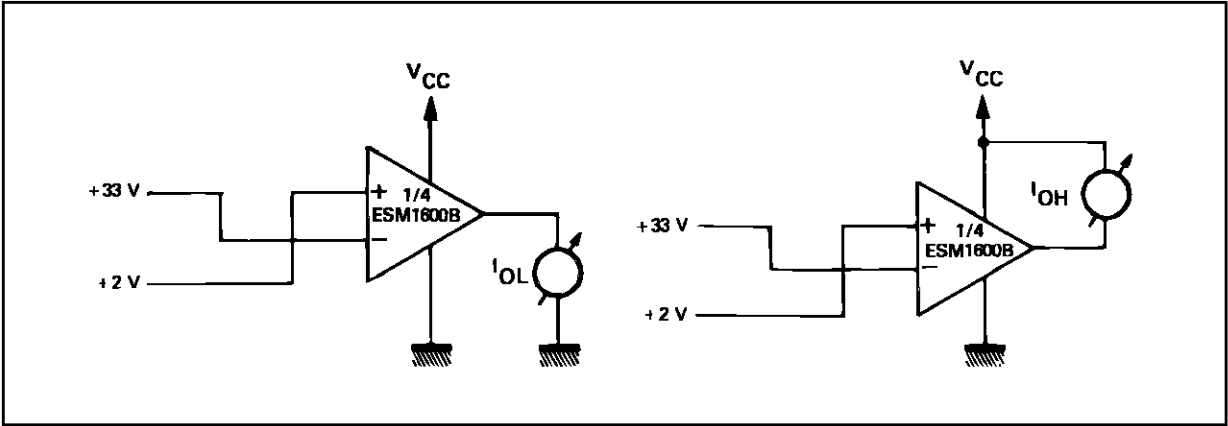 VCC
+33 V
+
1/4
ESM1600B
−
+2 V
IOL
VCC
IOH
+33 V
+
1/4
ESM1600B
−
+2 V